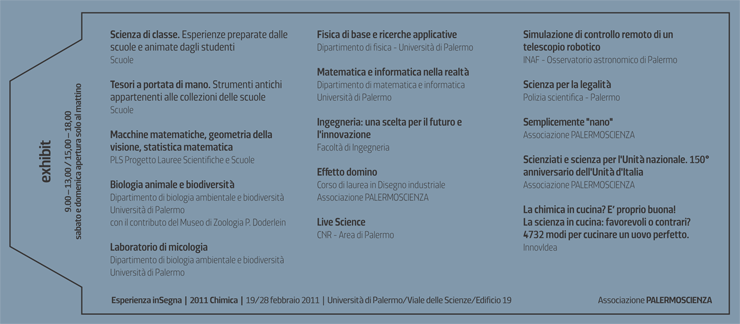 exhibit
9.00 – 13,00 / 15,00 – 18,00
sabato e domenica apertura solo al mattino
Scienza di classe. Esperienze preparate dalle
scuole e animate dagli studenti
Scuole
Tesori a portata di mano. Strumenti antichi
appartenenti alle collezioni delle scuole
Scuole
Macchine matematiche, geometria della
visione, statistica matematica
PLS Progetto Lauree Scientifiche e Scuole
Biologia animale e biodiversità
Dipartimento di biologia ambientale e biodiversità
Università di Palermo
con il contributo del Museo di Zoologia P. Doderlein
Laboratorio di micologia
Dipartimento di biologia ambientale e biodiversità
Università di Palermo
Fisica di base e ricerche applicative
Dipartimento di fisica - Università di Palermo
Matematica e informatica nella realtà
Dipartimento di matematica e informatica
Università di Palermo
Ingegneria: una scelta per il futuro e
l'innovazione
Facoltà di Ingegneria
Effetto domino
Corso di laurea in Disegno industriale
Associazione PALERMOSCIENZA
Live Science
CNR - Area di Palermo
Simulazione di controllo remoto di un
telescopio robotico
INAF - Osservatorio astronomico di Palermo
Scienza per la legalità
Polizia scientifica - Palermo
Semplicemente "nano"
Associazione PALERMOSCIENZA
Scienziati e scienza per l'Unità nazionale. 150°
anniversario dell'Unità d'Italia
Associazione PALERMOSCIENZA
La chimica in cucina? E' proprio buona!
La scienza in cucina: favorevoli o contrari?
4732 modi per cucinare un uovo perfetto.
InnovIdea
Esperienza inSegna | 2011 Chimica | 19/28 febbraio 2011 | Università di Palermo/Viale delle Scienze/Edificio 19
Associazione PALERMOSCIENZA